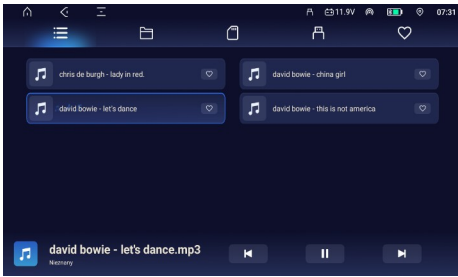 11.9V
07:31
chris de burgh - lady in red.
david bowie - china girl
david bowie - let's dance
david bowie - this is not america
david bowie - let's dance.mp3
Nieznany